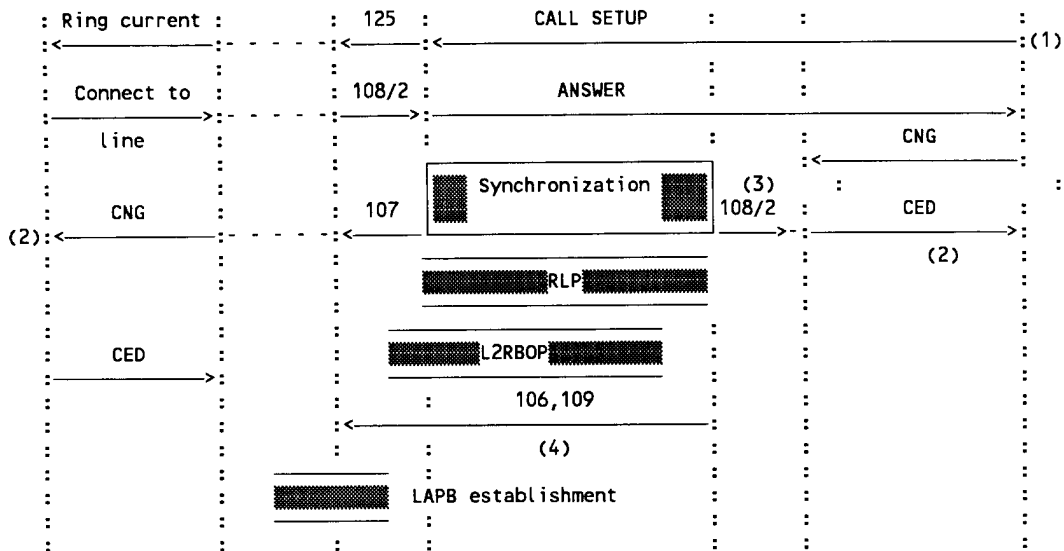 Ring current 125 CALL SETUP
(1)
Connect to 108/2 ANSWER
line CNG
Synchronization (3)
CNG 107 108/2 CED
(2) (2)
RLP
CED L2RBOP
106,109
(4)
LAPB establishment